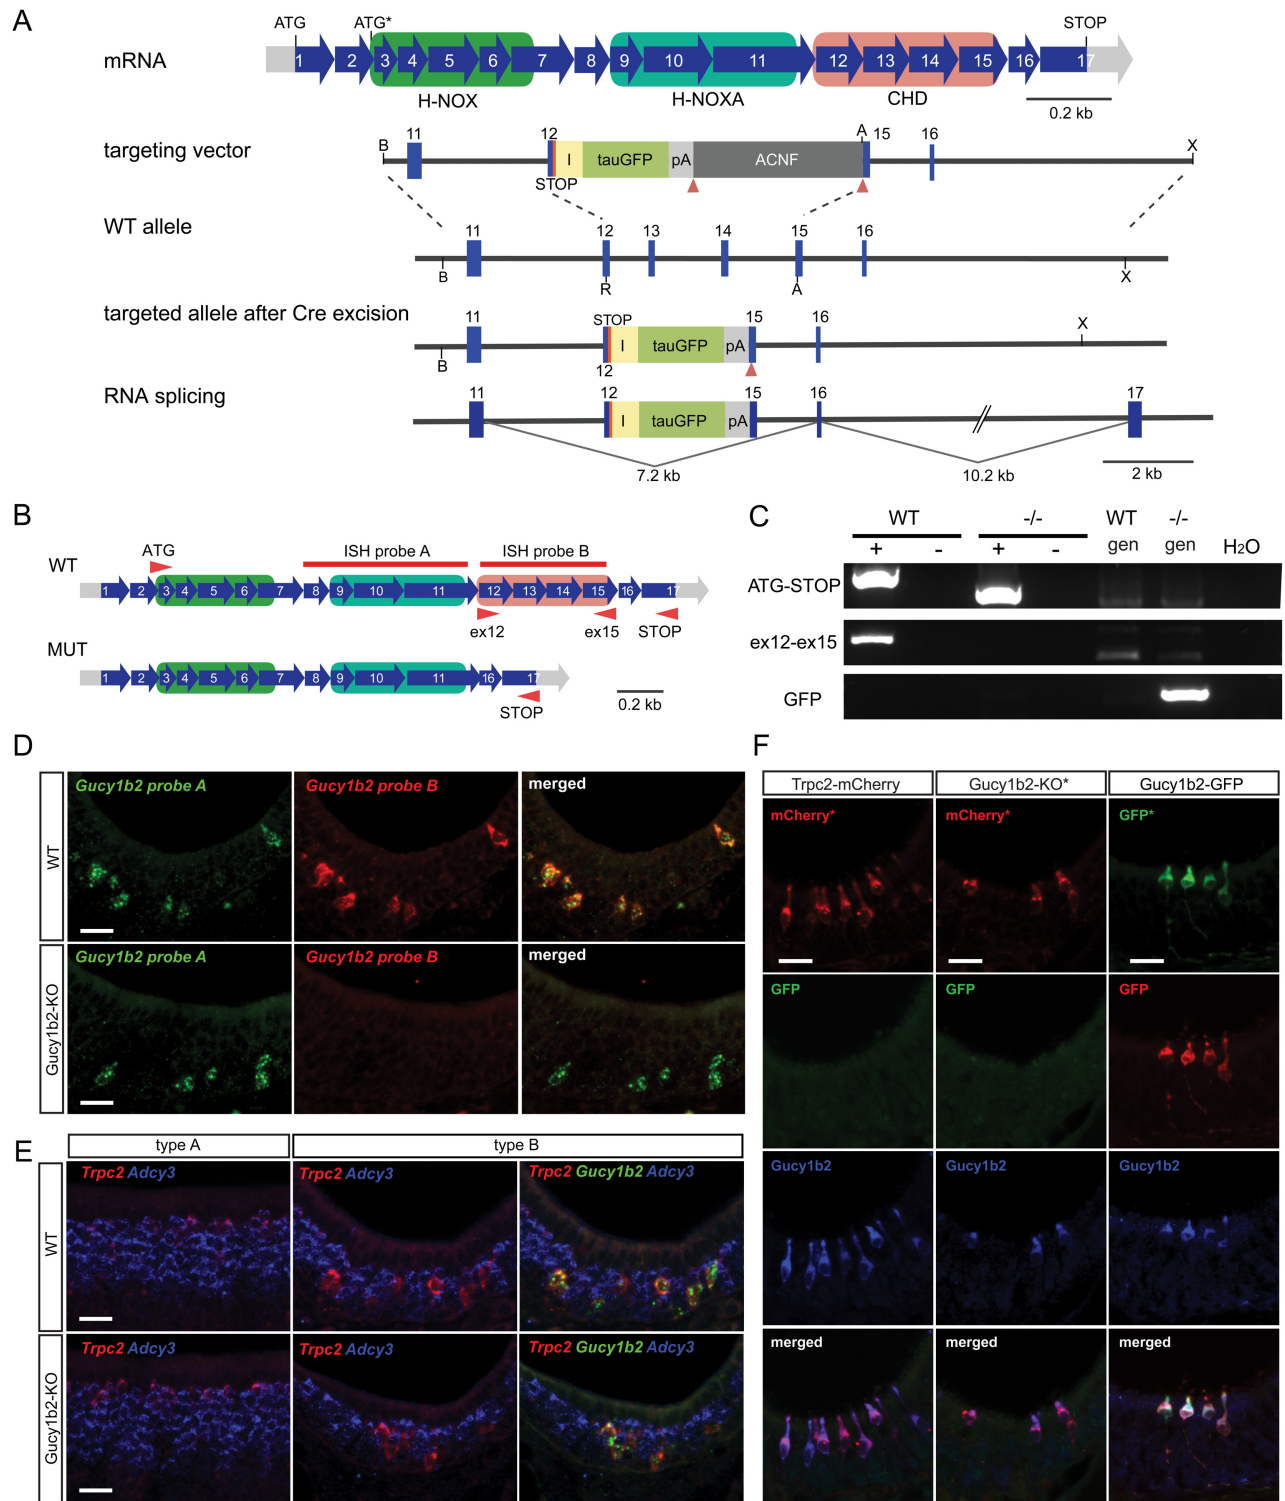 A
ATG
ATG*
STOP
mRNA
1 2 3 4 5 6 7 8 9 10 11 12 13 14 15 16 17
H-NOX
H-NOXA
CHD
0.2 kb
targeting vector
B 11 12 A 15 16 X
I tauGFP pA ACNF
STOP
WT allele
11 12 13 14 15 16
B R A X
targeted allele after Cre excision
11 STOP 15 16 X
I tauGFP pA
B 12
RNA splicing
11 12 15 16 17
I tauGFP pA
7.2 kb
10.2 kb
2 kb
B
ATG
ISH probe A
ISH probe B
WT
1 2 3 4 5 6 7 8 9 10 11 12 13 14 15 16 17
ex12
ex15
STOP
MUT
1 2 3 4 5 6 7 8 9 10 11 16 17
STOP
0.2 kb
C
WT -/- WT -/-
+ - + - gen gen H2O
ATG-STOP
ex12-ex15
GFP
D
WT
Gucy1b2 probe A
Gucy1b2 probe B
merged
Gucy1b2-KO
Gucy1b2 probe A
Gucy1b2 probe B
merged
E
type A
type B
WT
Trpc2 Adcy3
Trpc2 Adcy3
Trpc2 Gucy1b2 Adcy3
Gucy1b2-KO
Trpc2 Adcy3
Trpc2 Adcy3
Trpc2 Gucy1b2 Adcy3
F
Trpc2-mCherry
Gucy1b2-KO*
Gucy1b2-GFP
mCherry*
mCherry*
GFP*
GFP
GFP
GFP
Gucy1b2
Gucy1b2
Gucy1b2
merged
merged
merged